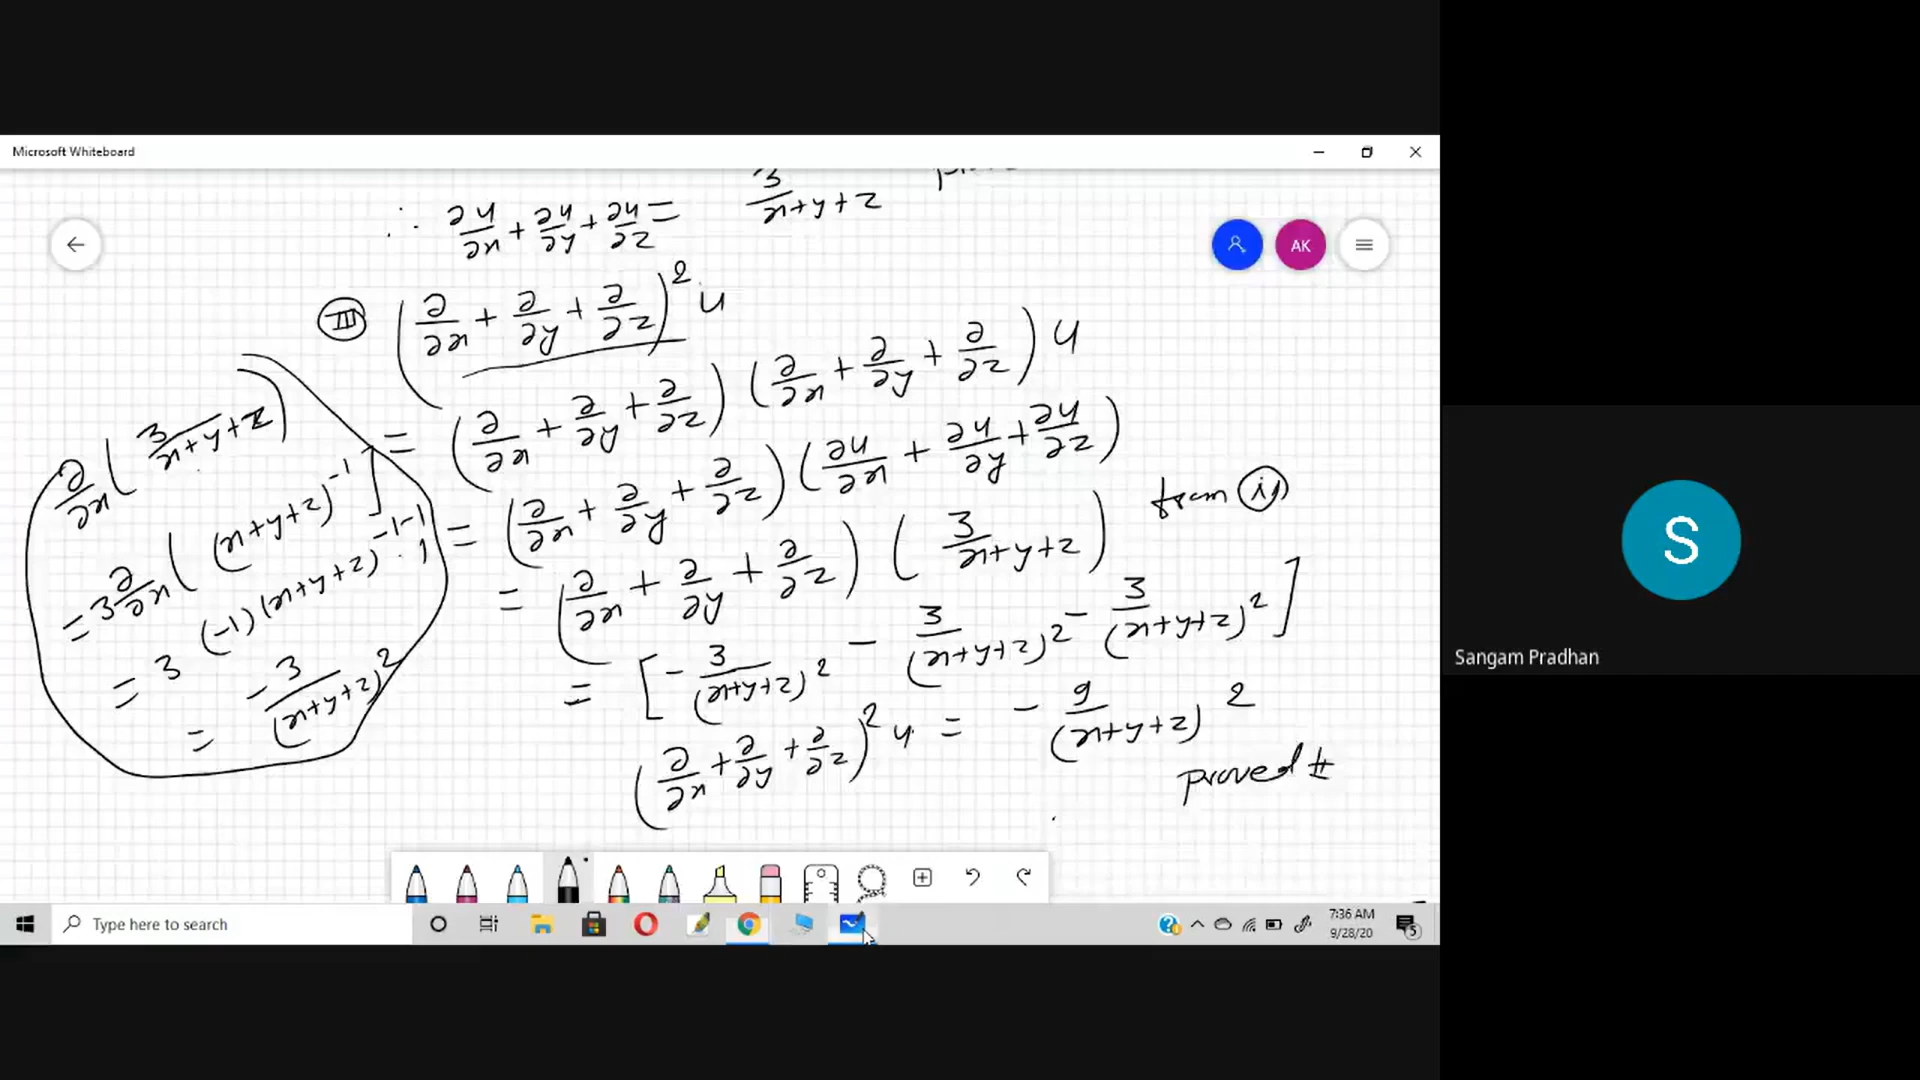 Microsoft Whiteboard
∴ ∂u/∂x + ∂u/∂y + ∂u/∂z = 3/(x+y+z)
AK
(III) (∂/∂x + ∂/∂y + ∂/∂z)² u
= (∂/∂x + ∂/∂y + ∂/∂z) (∂/∂x + ∂/∂y + ∂/∂z) u
= (∂/∂x + ∂/∂y + ∂/∂z) (∂u/∂x + ∂u/∂y + ∂u/∂z)
= (∂/∂x + ∂/∂y + ∂/∂z) (3/(x+y+z)) from (ii)
= [-3/(x+y+z)² - 3/(x+y+z)² - 3/(x+y+z)²]
(∂/∂x + ∂/∂y + ∂/∂z)² u = - 9/(x+y+z)²
proved #
∂/∂x (3/(x+y+z))
= 3 ∂/∂x ( (x+y+z)⁻¹ ]
= 3 (-1) (x+y+z)⁻¹⁻¹ . 1
= -3/(x+y+z)²
S
Sangam Pradhan
Type here to search
7:36 AM
9/28/20
5